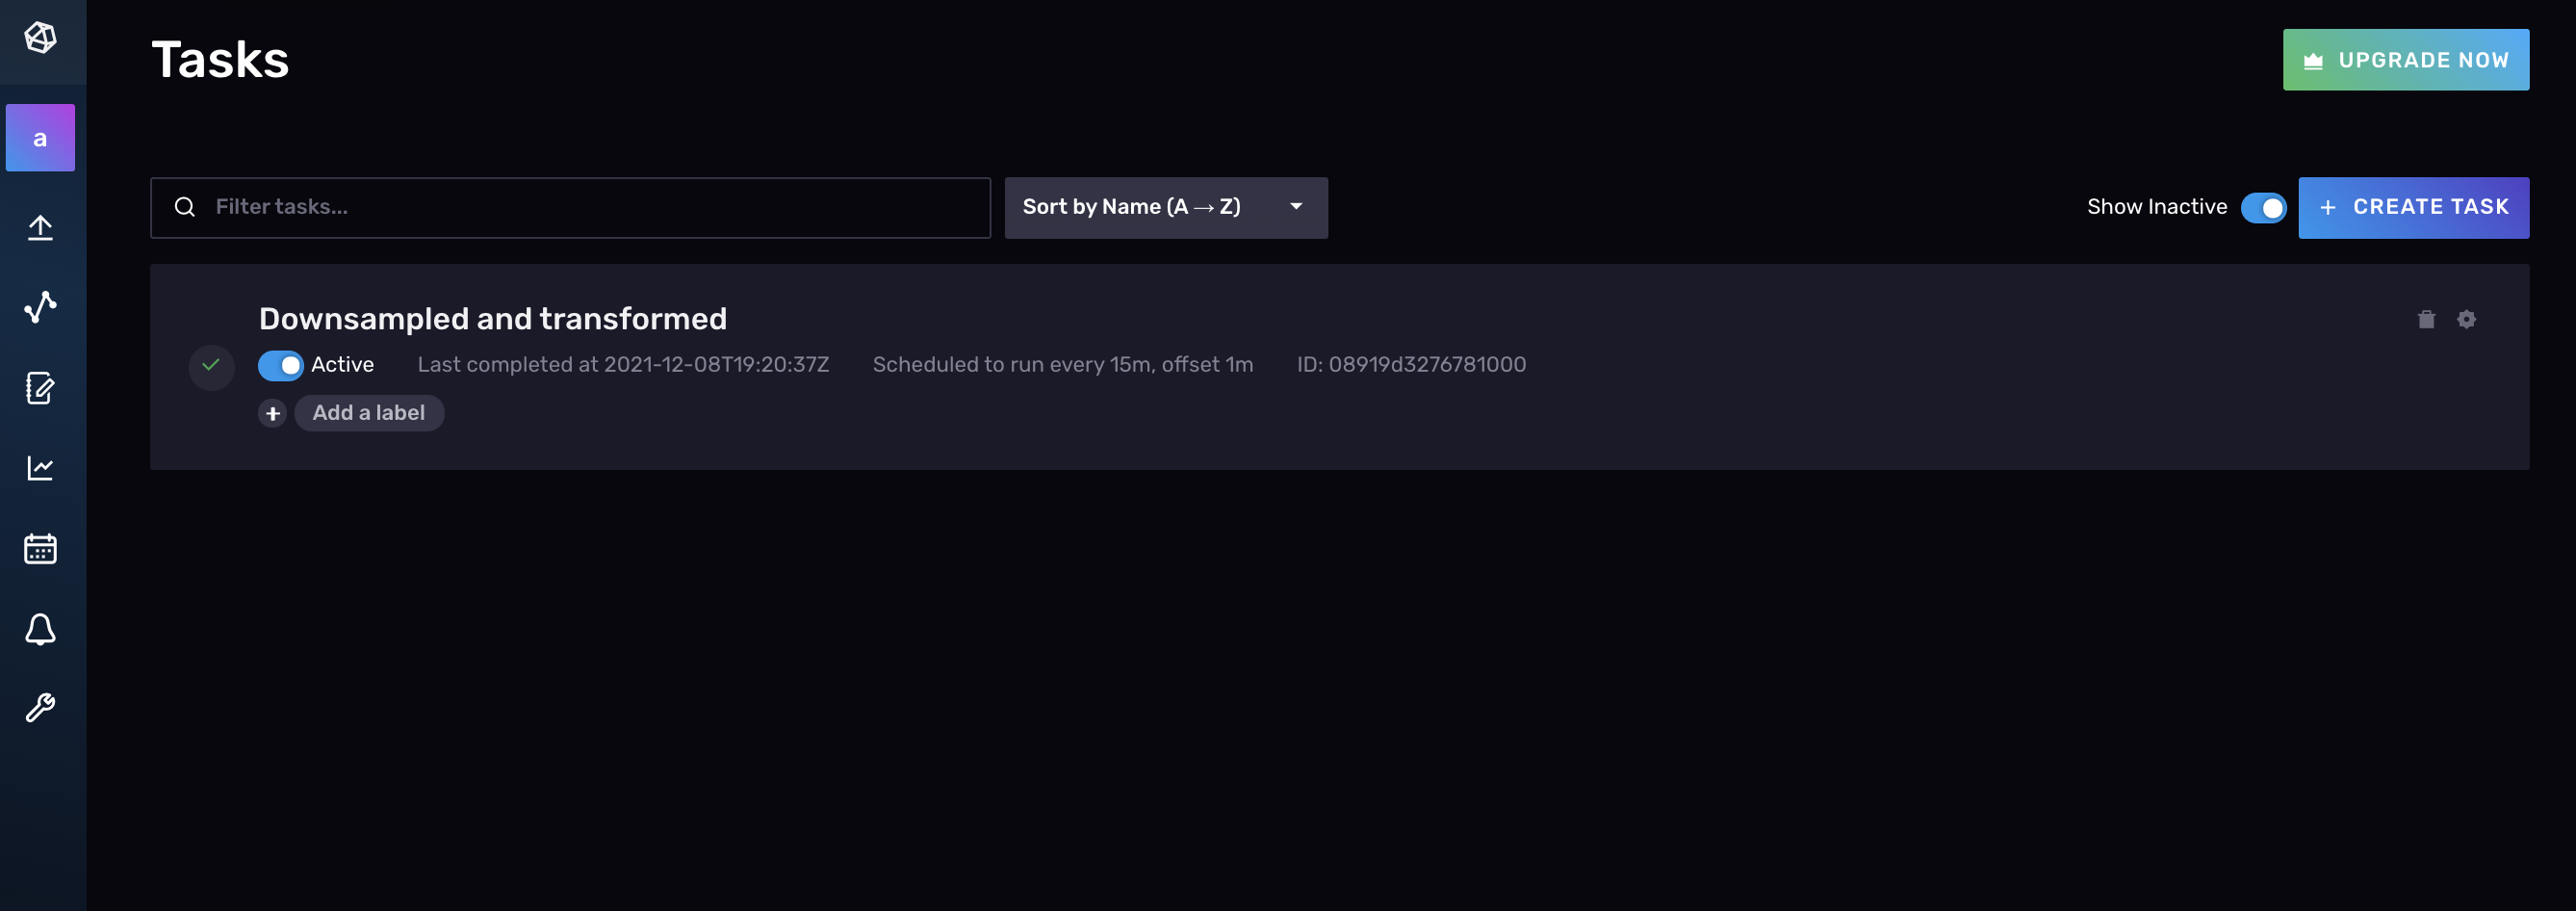 Tasks
UPGRADE NOW
a
Filter tasks...
Sort by Name (A → Z)
Show Inactive
CREATE TASK
Downsampled and transformed
Active
Last completed at 2021-12-08T19:20:37Z
Scheduled to run every 15m, offset 1m
ID: 08919d3276781000
Add a label